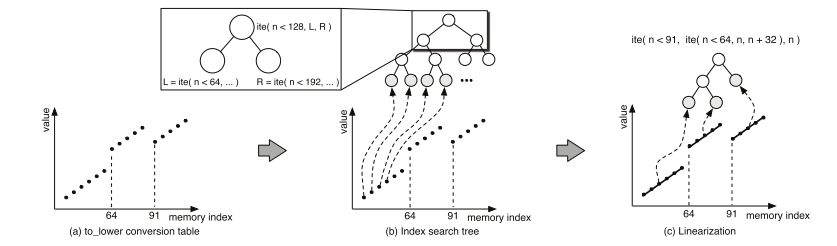 ite( n < 128, L, R )
L = ite( n < 64, ... )
R = ite( n < 192, ... )
value
64
91
memory index
(a) to_lower conversion table
•••
value
64
91
memory index
(b) Index search tree
ite( n < 91, ite( n < 64, n, n + 32 ), n )
value
64
91
memory index
(c) Linearization